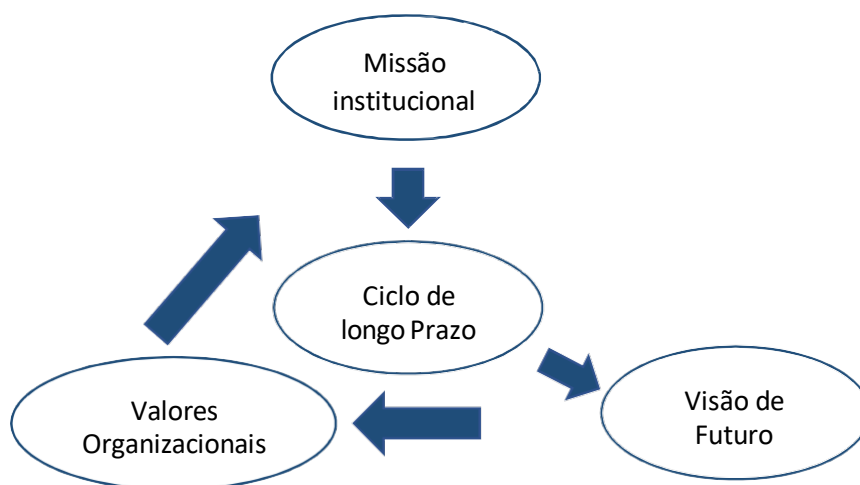 Missão
institucional
Ciclo de
longo Prazo
Valores
Organizacionais
Visão de
Futuro